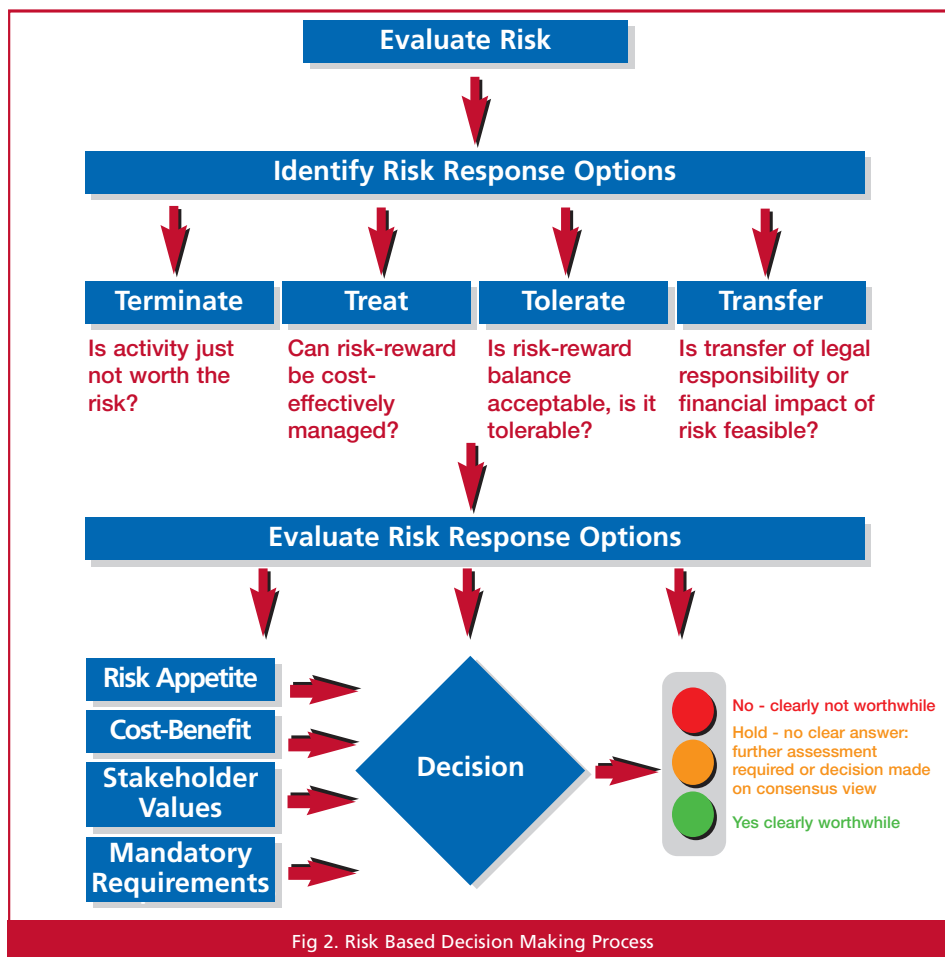 Evaluate Risk
Identify Risk Response Options
Terminate
Is activity just
not worth the
risk?
Treat
Can risk-reward
be cost-
effectively
managed?
Tolerate
Is risk-reward
balance
acceptable, is it
tolerable?
Transfer
Is transfer of legal
responsibility or
financial impact of
risk feasible?
Evaluate Risk Response Options
Risk Appetite
Cost-Benefit
Stakeholder
Values
Mandatory
Requirements
Decision
No - clearly not worthwhile
Hold - no clear answer:
further assessment
required or decision made
on consensus view
Yes clearly worthwhile
Fig 2. Risk Based Decision Making Process